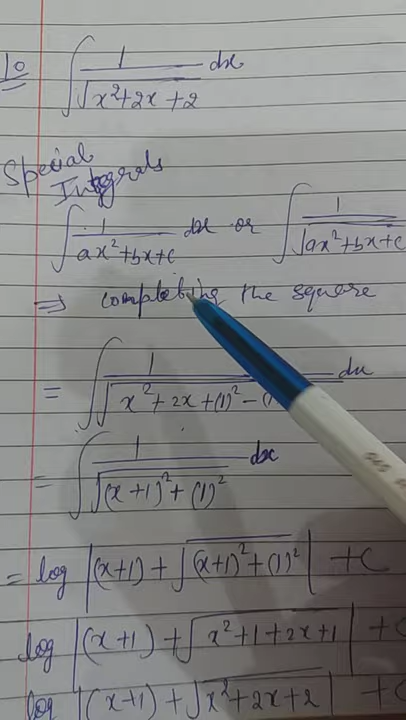 10 ∫ 1/√(x²+2x+2) dx
Special
Integrals
∫ 1/(ax²+bx+c) dx or ∫ 1/√(ax²+bx+c)
⇒ completing the square
= ∫ 1/√(x²+2x+(1)²−( dx
= ∫ 1/√((x+1)²+(1)²) dx
= log |(x+1) + √((x+1)²+(1)²)| + C
log |(x+1) + √(x²+1+2x+1)| + C
log |(x+1) + √(x²+2x+2)| + C